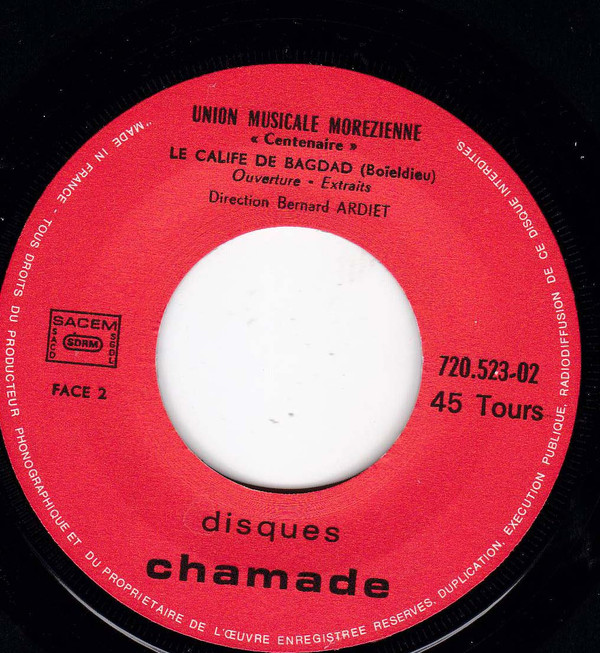 UNION MUSICALE MOREZIENNE
« Centenaire »
LE CALIFE DE BAGDAD (Boïeldieu)
Ouverture - Extraits
Direction Bernard ARDIET
SACEM
SACD
SDRM
SGDL
FACE 2
720.523-02
45 Tours
disques
chamade
"MADE IN FRANCE - TOUS DROITS DU PRODUCTEUR PHONOGRAPHIQUE ET DU PROPRIETAIRE DE L'ŒUVRE ENREGISTREE RESERVES. DUPLICATION, EXECUTION PUBLIQUE, RADIODIFFUSION DE CE DISQUE INTERDITES